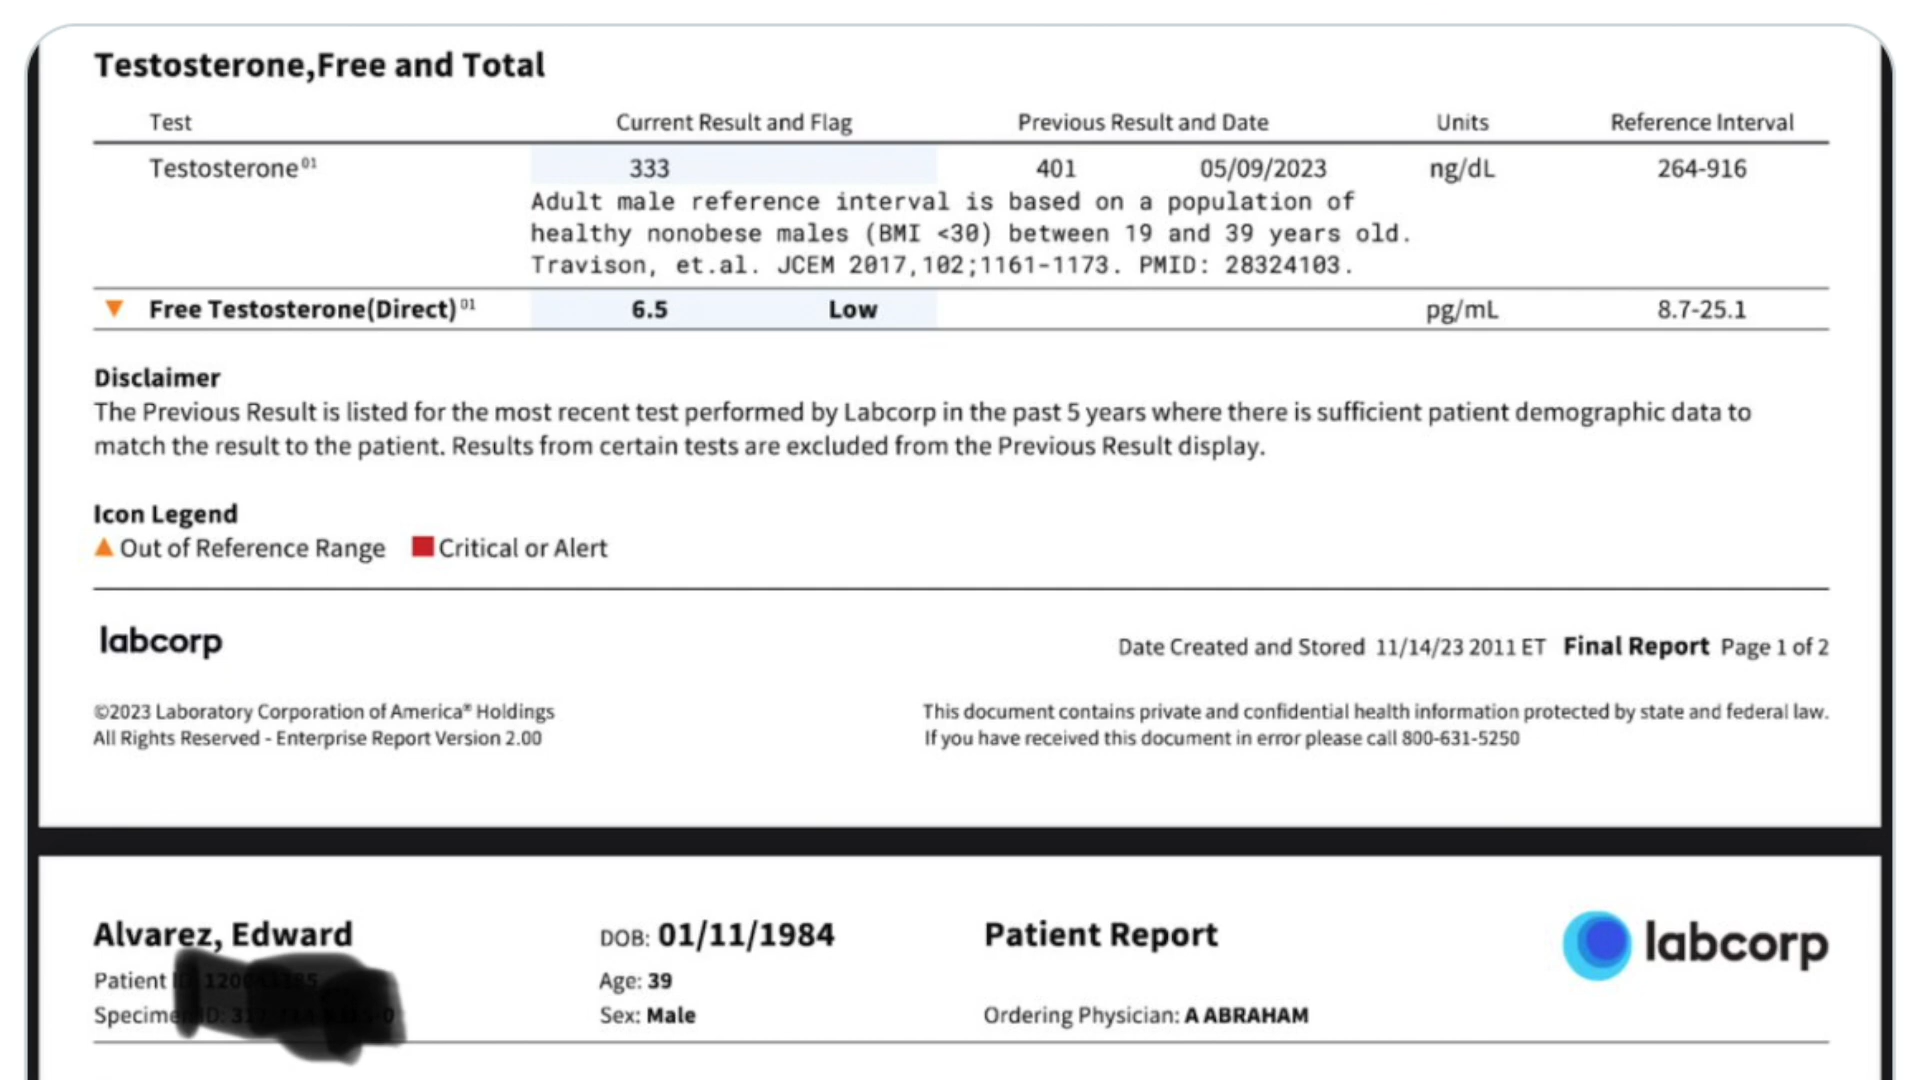 Testosterone,Free and Total
Test Current Result and Flag Previous Result and Date Units Reference Interval
Testosterone01 333 401 05/09/2023 ng/dL 264-916
Adult male reference interval is based on a population of
healthy nonobese males (BMI <30) between 19 and 39 years old.
Travison, et.al. JCEM 2017,102;1161-1173. PMID: 28324103.
Free Testosterone(Direct)01 6.5 Low pg/mL 8.7-25.1
Disclaimer
The Previous Result is listed for the most recent test performed by Labcorp in the past 5 years where there is sufficient patient demographic data to
match the result to the patient. Results from certain tests are excluded from the Previous Result display.
Icon Legend
Out of Reference Range Critical or Alert
labcorp
Date Created and Stored 11/14/23 2011 ET Final Report Page 1 of 2
©2023 Laboratory Corporation of America® Holdings
All Rights Reserved - Enterprise Report Version 2.00
This document contains private and confidential health information protected by state and federal law.
If you have received this document in error please call 800-631-5250
Alvarez, Edward DOB: 01/11/1984 Patient Report labcorp
Patient Age: 39
Sex: Male Ordering Physician: A ABRAHAM